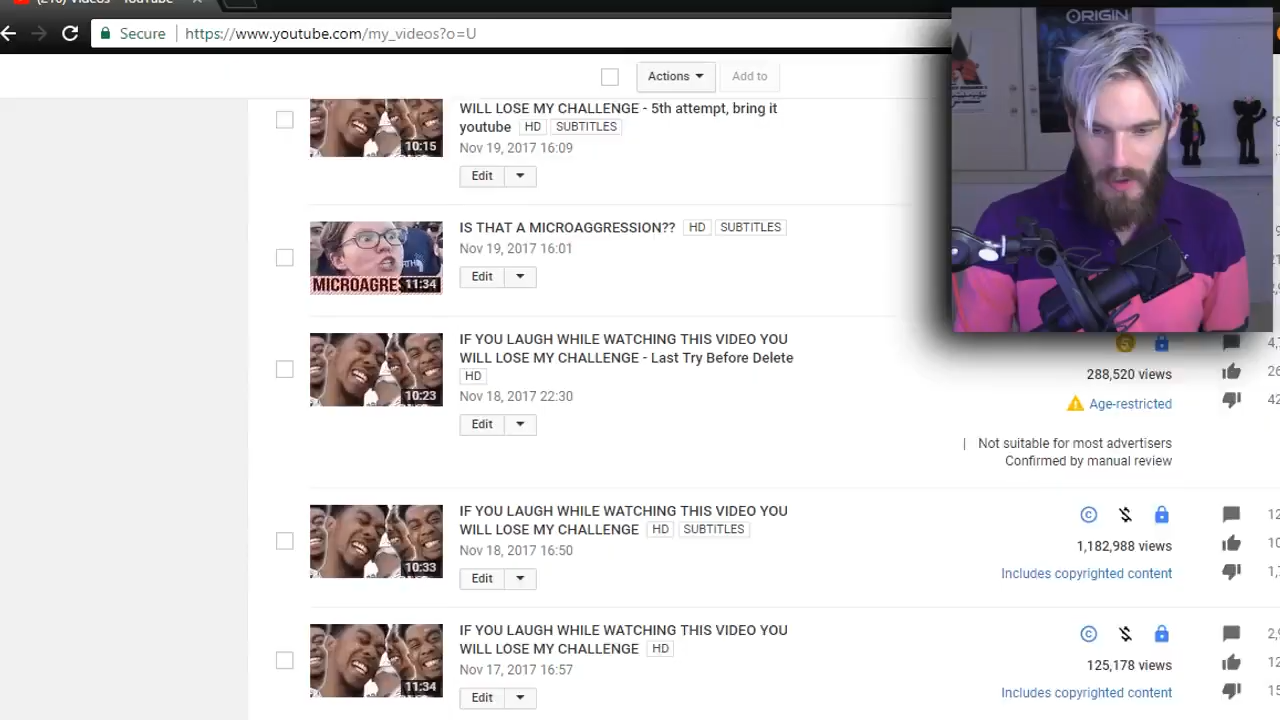 Secure https://www.youtube.com/my_videos?o=U
ORIGIN
Actions Add to
WILL LOSE MY CHALLENGE - 5th attempt, bring it
youtube HD SUBTITLES
10:15
Nov 19, 2017 16:09
Edit
IS THAT A MICROAGGRESSION?? HD SUBTITLES
Nov 19, 2017 16:01
11:34
Edit
IF YOU LAUGH WHILE WATCHING THIS VIDEO YOU
WILL LOSE MY CHALLENGE - Last Try Before Delete
HD
10:23
Nov 18, 2017 22:30
Edit
288,520 views
Age-restricted
Not suitable for most advertisers
Confirmed by manual review
IF YOU LAUGH WHILE WATCHING THIS VIDEO YOU
WILL LOSE MY CHALLENGE HD SUBTITLES
10:33
Nov 18, 2017 16:50
Edit
1,182,988 views
Includes copyrighted content
IF YOU LAUGH WHILE WATCHING THIS VIDEO YOU
WILL LOSE MY CHALLENGE HD
11:34
Nov 17, 2017 16:57
Edit
125,178 views
Includes copyrighted content